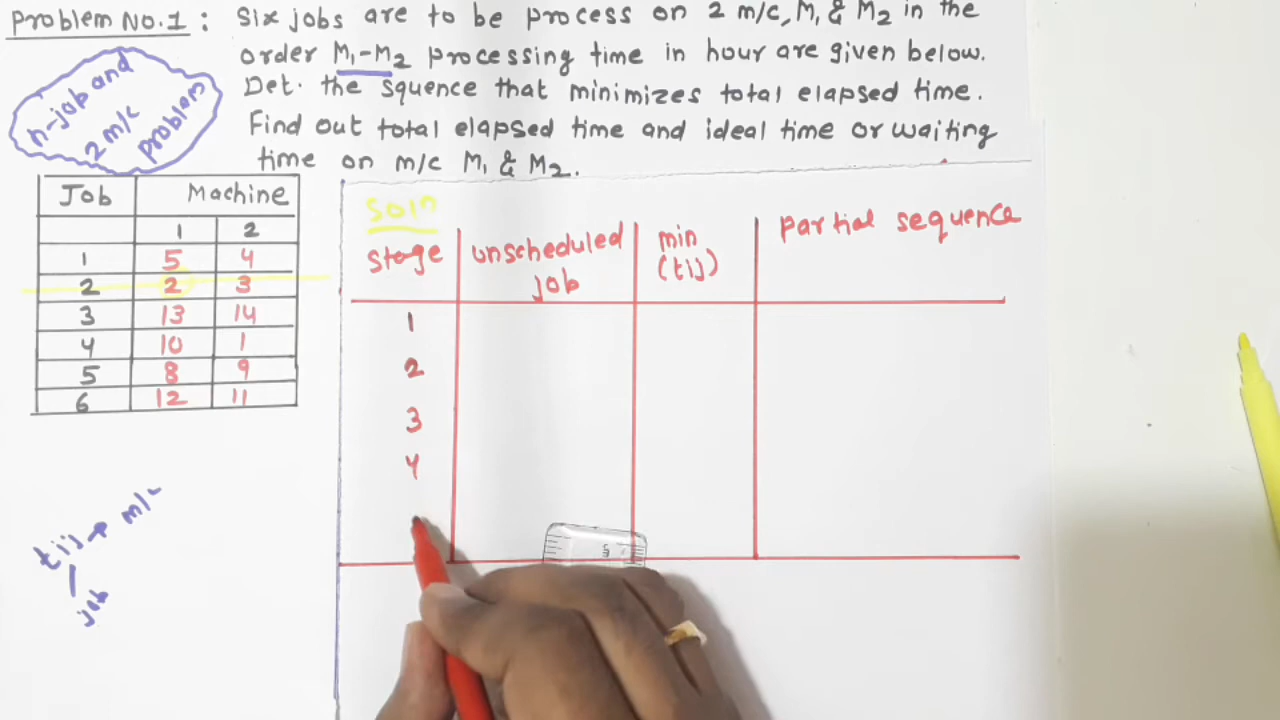 Problem No.1 : Six jobs are to be process on 2 m/c, M1 & M2 in the
order M1-M2 processing time in hour are given below.
Det. the squence that minimizes total elapsed time.
Find out total elapsed time and ideal time or waiting
time on m/c M1 & M2.
n-job and
2 m/c
problem
Job Machine
1 2
1 5 4
2 2 3
3 13 14
4 10 1
5 8 9
6 12 11
tij → m/c
job
Soln
stage unscheduled job min (tij) partial sequence
1
2
3
4